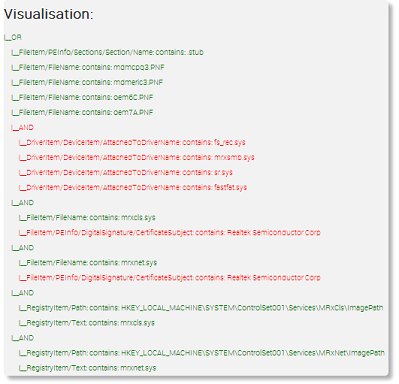 Visualisation:
|__OR
|__FileItem/PEInfo/Sections/Section/Name: contains: .stub
|__FileItem/FileName: contains: mdmcpq3.PNF
|__FileItem/FileName: contains: mdmeric3.PNF
|__FileItem/FileName: contains: oem6C.PNF
|__FileItem/FileName: contains: oem7A.PNF
|__AND
|__DriverItem/DeviceItem/AttachedToDriverName: contains: fs_rec.sys
|__DriverItem/DeviceItem/AttachedToDriverName: contains: mrxsmb.sys
|__DriverItem/DeviceItem/AttachedToDriverName: contains: sr.sys
|__DriverItem/DeviceItem/AttachedToDriverName: contains: fastfat.sys
|__AND
|__FileItem/FileName: contains: mrxcls.sys
|__FileItem/PEInfo/DigitalSignature/CertificateSubject: contains: Realtek Semiconductor Corp
|__AND
|__FileItem/FileName: contains: mrxnet.sys
|__FileItem/PEInfo/DigitalSignature/CertificateSubject: contains: Realtek Semiconductor Corp
|__AND
|__RegistryItem/Path: contains: HKEY_LOCAL_MACHINE\SYSTEM\ControlSet001\Services\MRxCls\ImagePath
|__RegistryItem/Text: contains: mrxcls.sys
|__AND
|__RegistryItem/Path: contains: HKEY_LOCAL_MACHINE\SYSTEM\ControlSet001\Services\MRxNet\ImagePath
|__RegistryItem/Text: contains: mrxnet.sys